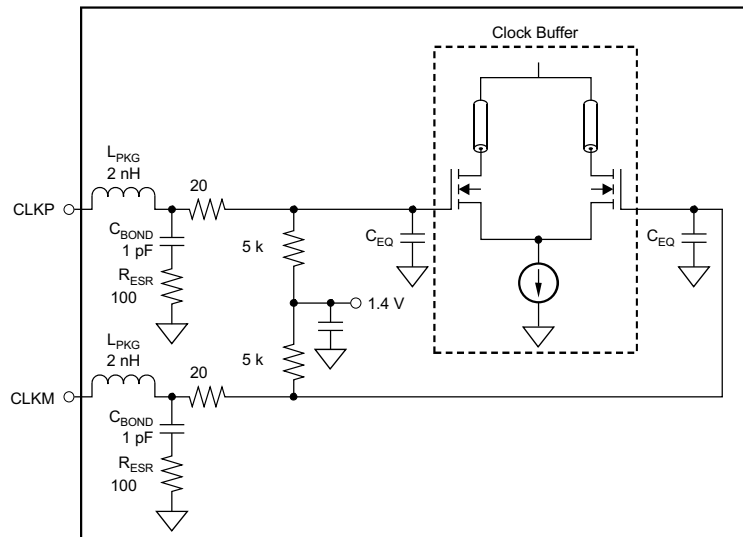 Clock Buffer
L_PKG
2 nH
20
CLKP
C_BOND
1 pF
5 k
C_EQ
C_EQ
R_ESR
100
1.4 V
L_PKG
2 nH
5 k
20
CLKM
C_BOND
1 pF
R_ESR
100